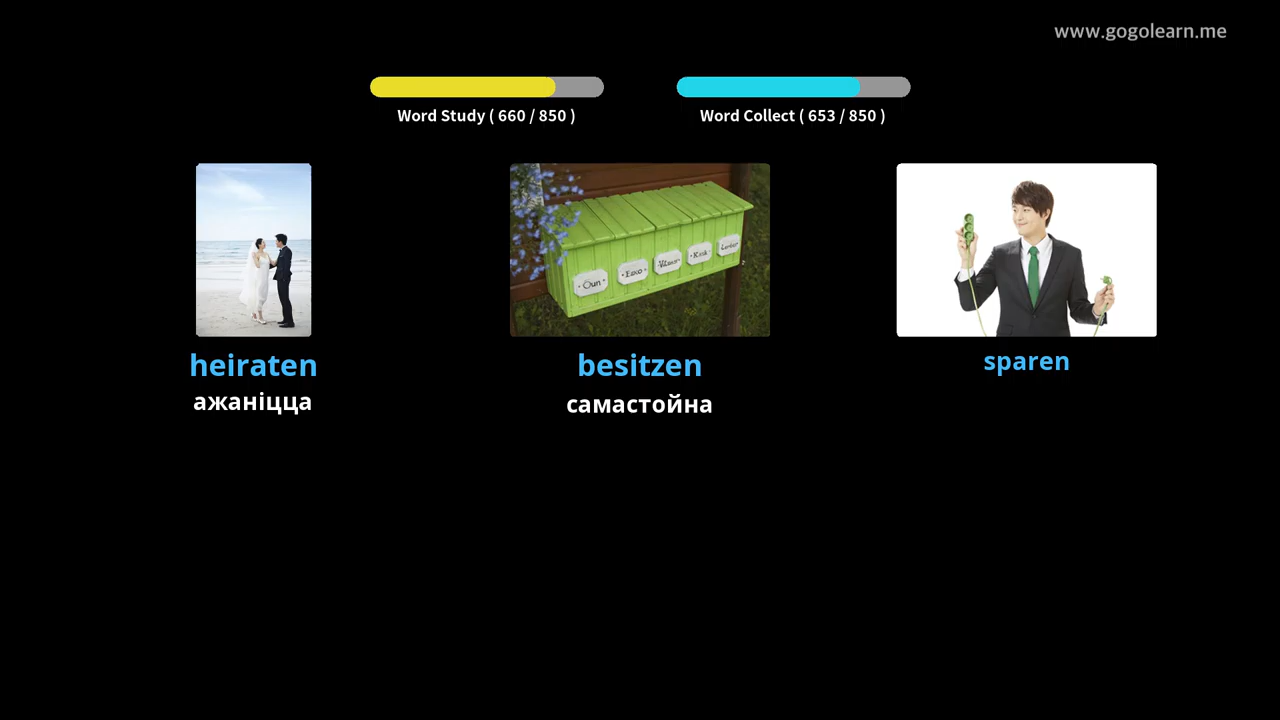 www.gogolearn.me
Word Study ( 660 / 850 )
Word Collect ( 653 / 850 )
heiraten
ажаніцца
besitzen
самастойна
sparen